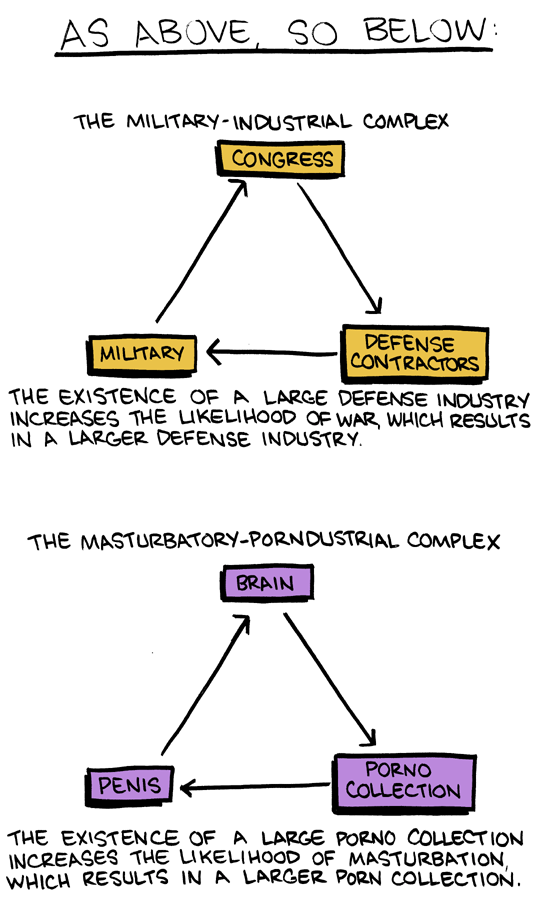 AS ABOVE, SO BELOW:
THE MILITARY-INDUSTRIAL COMPLEX
CONGRESS
MILITARY
DEFENSE
CONTRACTORS
THE EXISTENCE OF A LARGE DEFENSE INDUSTRY
INCREASES THE LIKELIHOOD OF WAR, WHICH RESULTS
IN A LARGER DEFENSE INDUSTRY.
THE MASTURBATORY-PORNDUSTRIAL COMPLEX
BRAIN
PENIS
PORNO
COLLECTION
THE EXISTENCE OF A LARGE PORNO COLLECTION
INCREASES THE LIKELIHOOD OF MASTURBATION,
WHICH RESULTS IN A LARGER PORN COLLECTION.